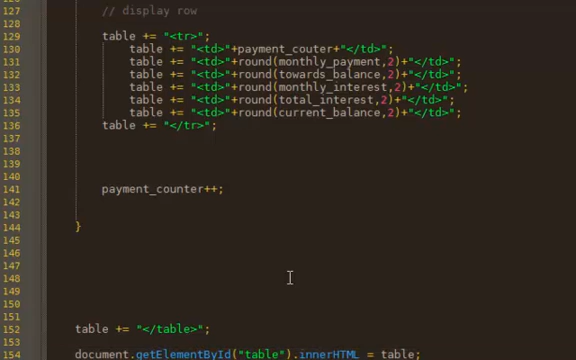 127 // display row
128
129 table += "<tr>";
130 table += "<td>"+payment_couter+"</td>";
131 table += "<td>"+round(monthly_payment,2)+"</td>";
132 table += "<td>"+round(towards_balance,2)+"</td>";
133 table += "<td>"+round(monthly_interest,2)+"</td>";
134 table += "<td>"+round(total_interest,2)+"</td>";
135 table += "<td>"+round(current_balance,2)+"</td>";
136 table += "</tr>";
137
138
139
140
141 payment_counter++;
142
143
144 }
145
146
147
148
149
150
151
152 table += "</table>";
153
154 document.getElementById("table").innerHTML = table;